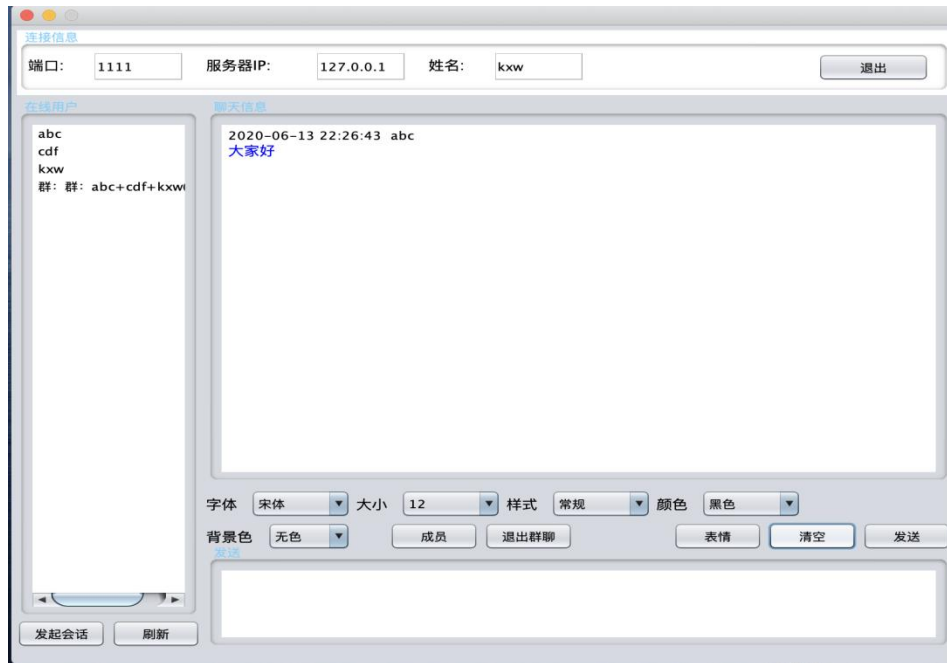 连接信息
端口: 1111 服务器IP: 127.0.0.1 姓名: kxw 退出
在线用户
abc
cdf
kxw
群: 群: abc+cdf+kxw
聊天信息
2020-06-13 22:26:43 abc
大家好
字体 宋体 大小 12 样式 常规 颜色 黑色
背景色 无色 成员 退出群聊 表情 清空 发送
发送
发起会话 刷新